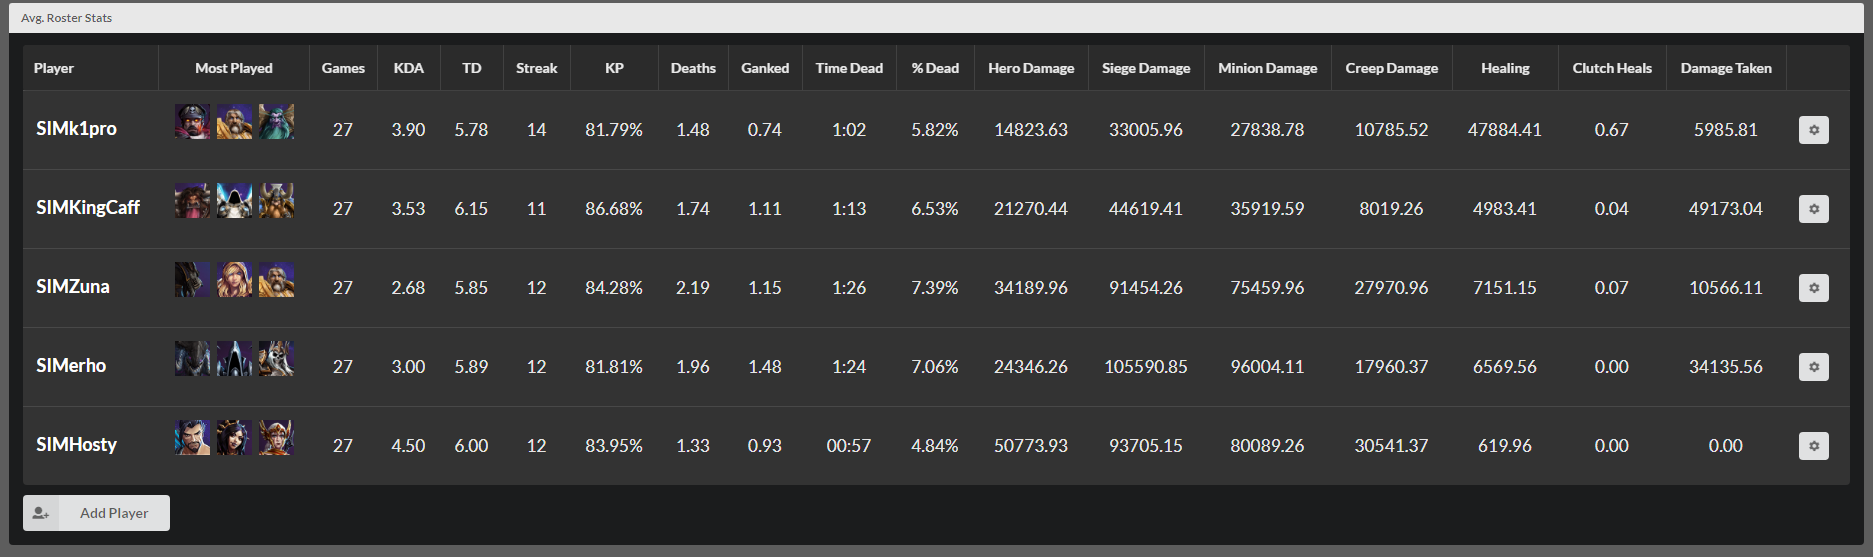 Avg. Roster Stats
Player Most Played Games KDA TD Streak KP Deaths Ganked Time Dead % Dead Hero Damage Siege Damage Minion Damage Creep Damage Healing Clutch Heals Damage Taken
SIMk1pro 27 3.90 5.78 14 81.79% 1.48 0.74 1:02 5.82% 14823.63 33005.96 27838.78 10785.52 47884.41 0.67 5985.81
SIMKingCaff 27 3.53 6.15 11 86.68% 1.74 1.11 1:13 6.53% 21270.44 44619.41 35919.59 8019.26 4983.41 0.04 49173.04
SIMZuna 27 2.68 5.85 12 84.28% 2.19 1.15 1:26 7.39% 34189.96 91454.26 75459.96 27970.96 7151.15 0.07 10566.11
SIMerho 27 3.00 5.89 12 81.81% 1.96 1.48 1:24 7.06% 24346.26 105590.85 96004.11 17960.37 6569.56 0.00 34135.56
SIMHosty 27 4.50 6.00 12 83.95% 1.33 0.93 00:57 4.84% 50773.93 93705.15 80089.26 30541.37 619.96 0.00 0.00
Add Player